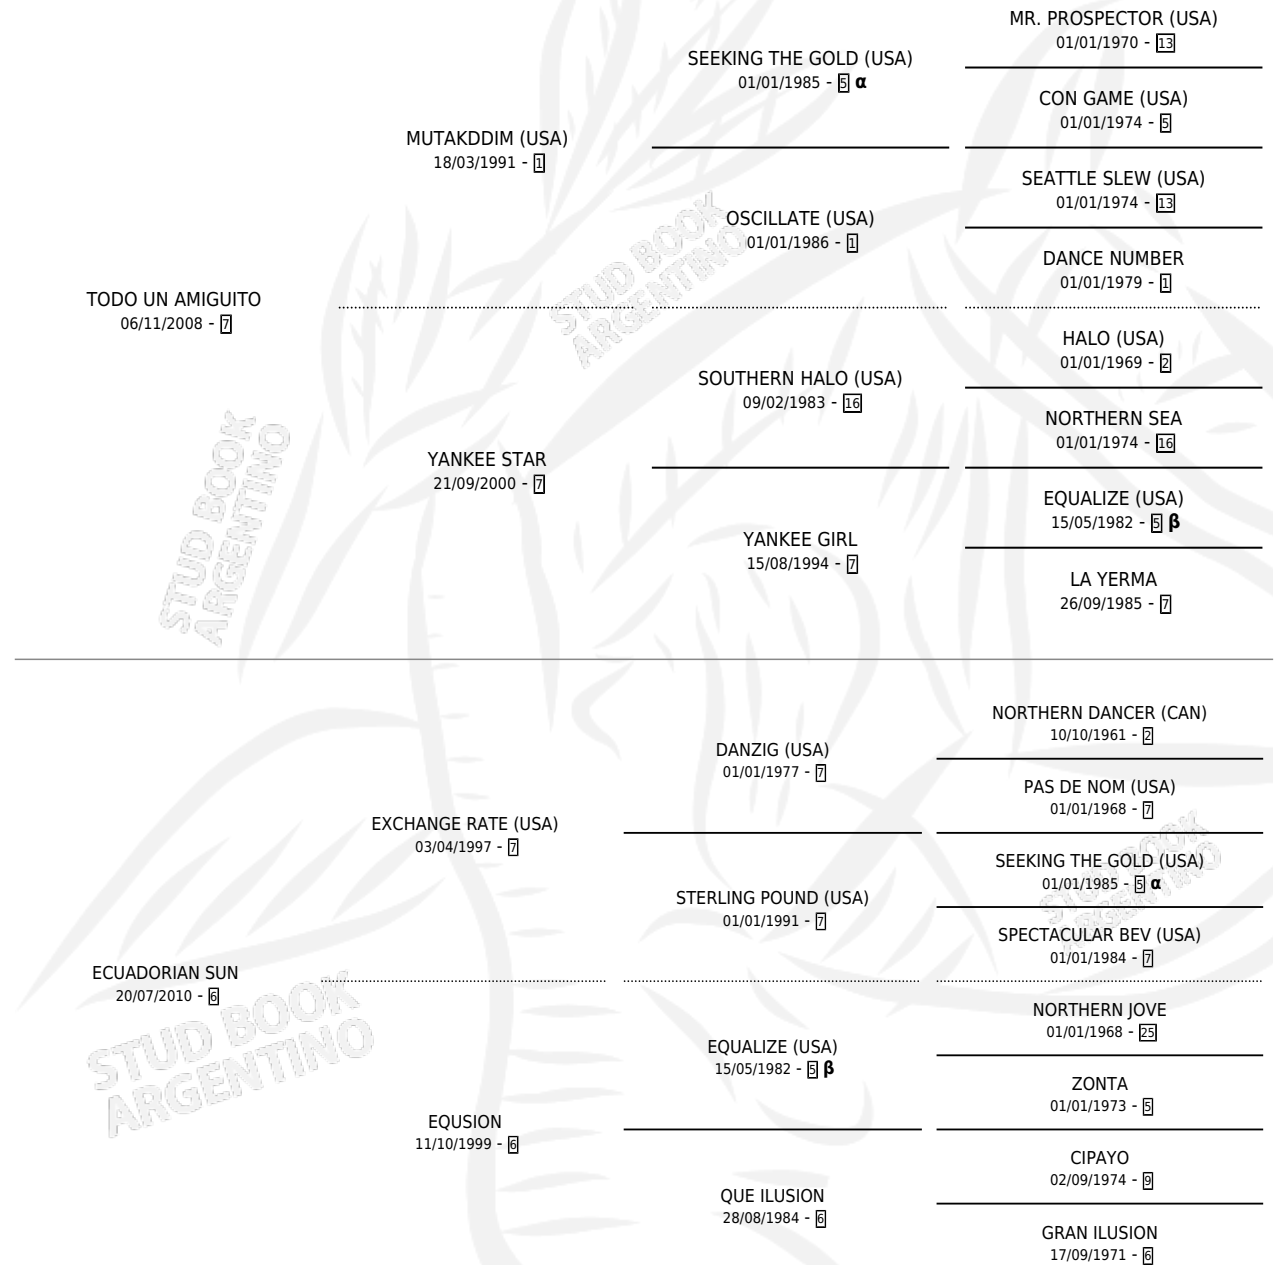 MR. PROSPECTOR (USA)
01/01/1970 - 13
SEEKING THE GOLD (USA)
01/01/1985 - 5 α
CON GAME (USA)
01/01/1974 - 5
MUTAKDDIM (USA)
18/03/1991 - 1
SEATTLE SLEW (USA)
01/01/1974 - 13
OSCILLATE (USA)
01/01/1986 - 1
DANCE NUMBER
01/01/1979 - 1
TODO UN AMIGUITO
06/11/2008 - 7
HALO (USA)
01/01/1969 - 2
SOUTHERN HALO (USA)
09/02/1983 - 16
NORTHERN SEA
01/01/1974 - 16
YANKEE STAR
21/09/2000 - 7
EQUALIZE (USA)
15/05/1982 - 5 β
YANKEE GIRL
15/08/1994 - 7
LA YERMA
26/09/1985 - 7
STUD BOOK
ARGENTINO
STUD BOOK
ARGENTINO
NORTHERN DANCER (CAN)
10/10/1961 - 2
DANZIG (USA)
01/01/1977 - 7
PAS DE NOM (USA)
01/01/1968 - 7
EXCHANGE RATE (USA)
03/04/1997 - 7
SEEKING THE GOLD (USA)
01/01/1985 - 5 α
STERLING POUND (USA)
01/01/1991 - 7
SPECTACULAR BEV (USA)
01/01/1984 - 7
ECUADORIAN SUN
20/07/2010 - 6
NORTHERN JOVE
01/01/1968 - 25
EQUALIZE (USA)
15/05/1982 - 5 β
ZONTA
01/01/1973 - 5
EQUSION
11/10/1999 - 6
CIPAYO
02/09/1974 - 9
QUE ILUSION
28/08/1984 - 6
GRAN ILUSION
17/09/1971 - 6
STUD BOOK
ARGENTINO
STUD BOOK
ARGENTINO